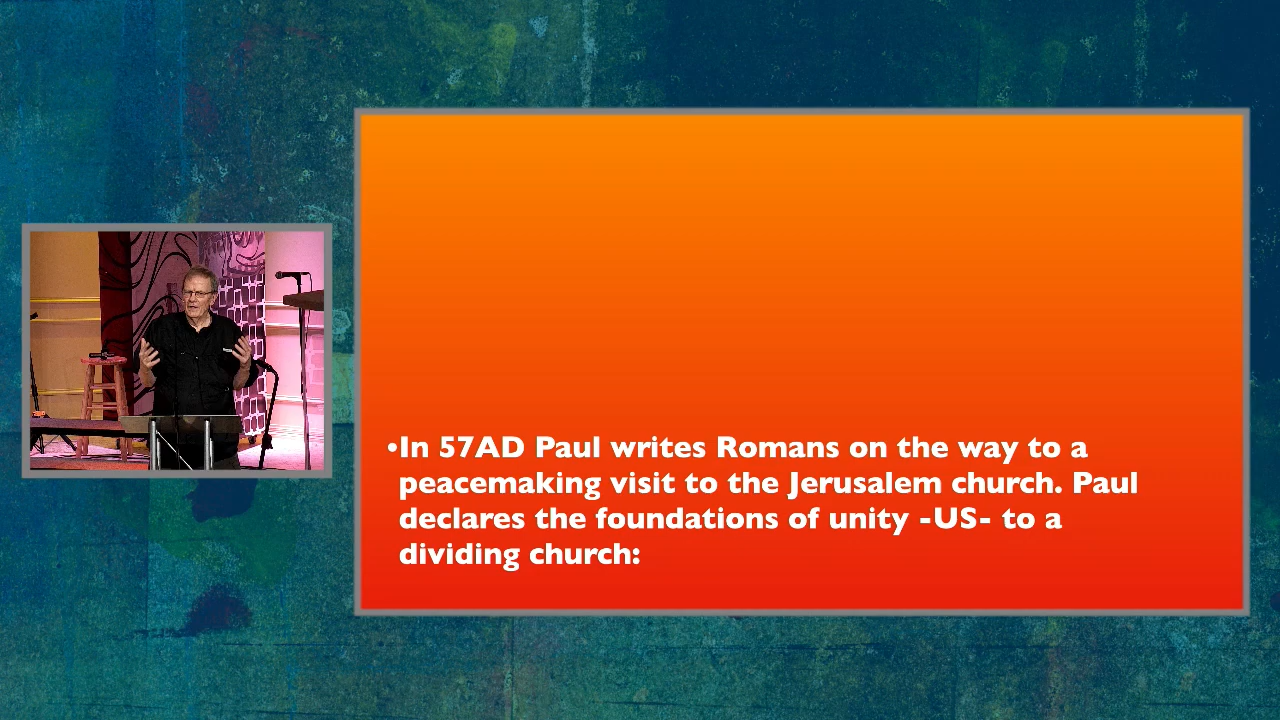 •In 57AD Paul writes Romans on the way to a
peacemaking visit to the Jerusalem church. Paul
declares the foundations of unity -US- to a
dividing church: